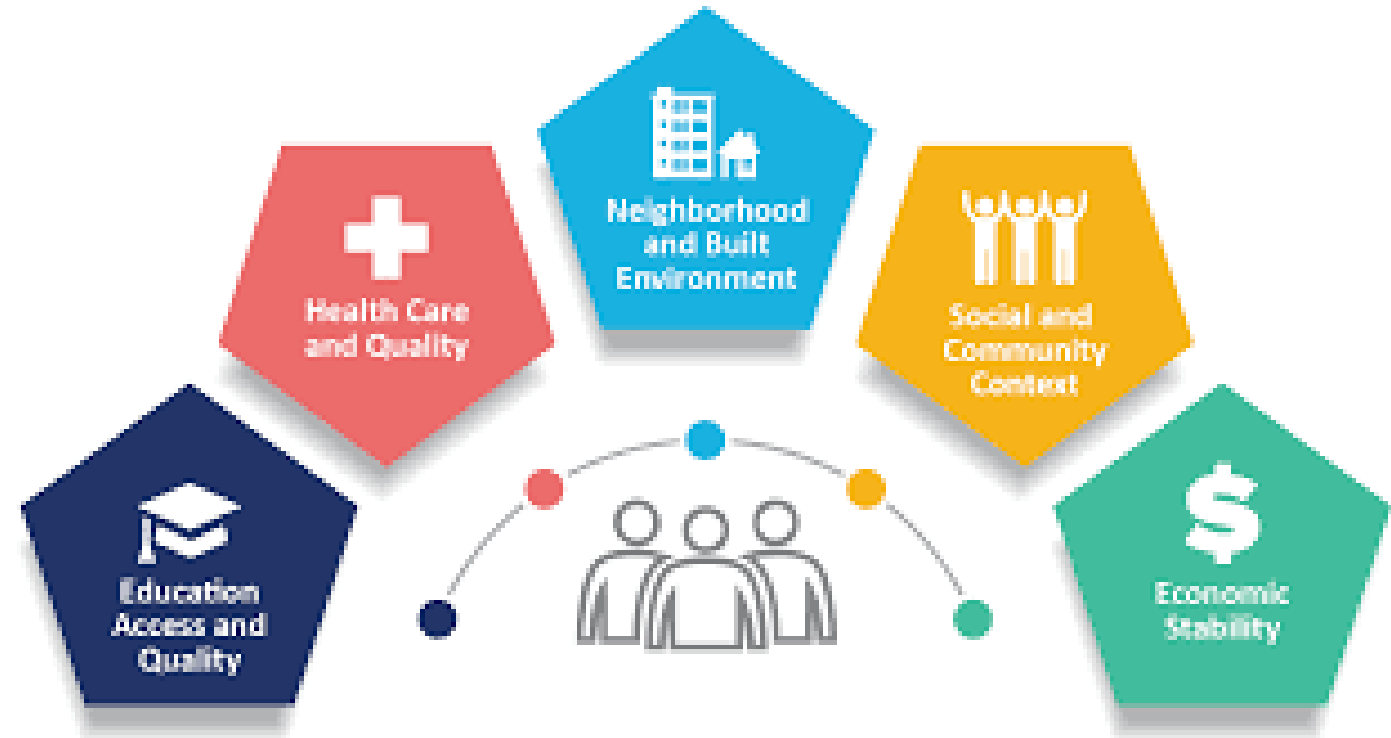 Education
Access and
Quality
Health Care
and Quality
Neighborhood
and Built
Environment
Social and
Community
Context
$
Economic
Stability